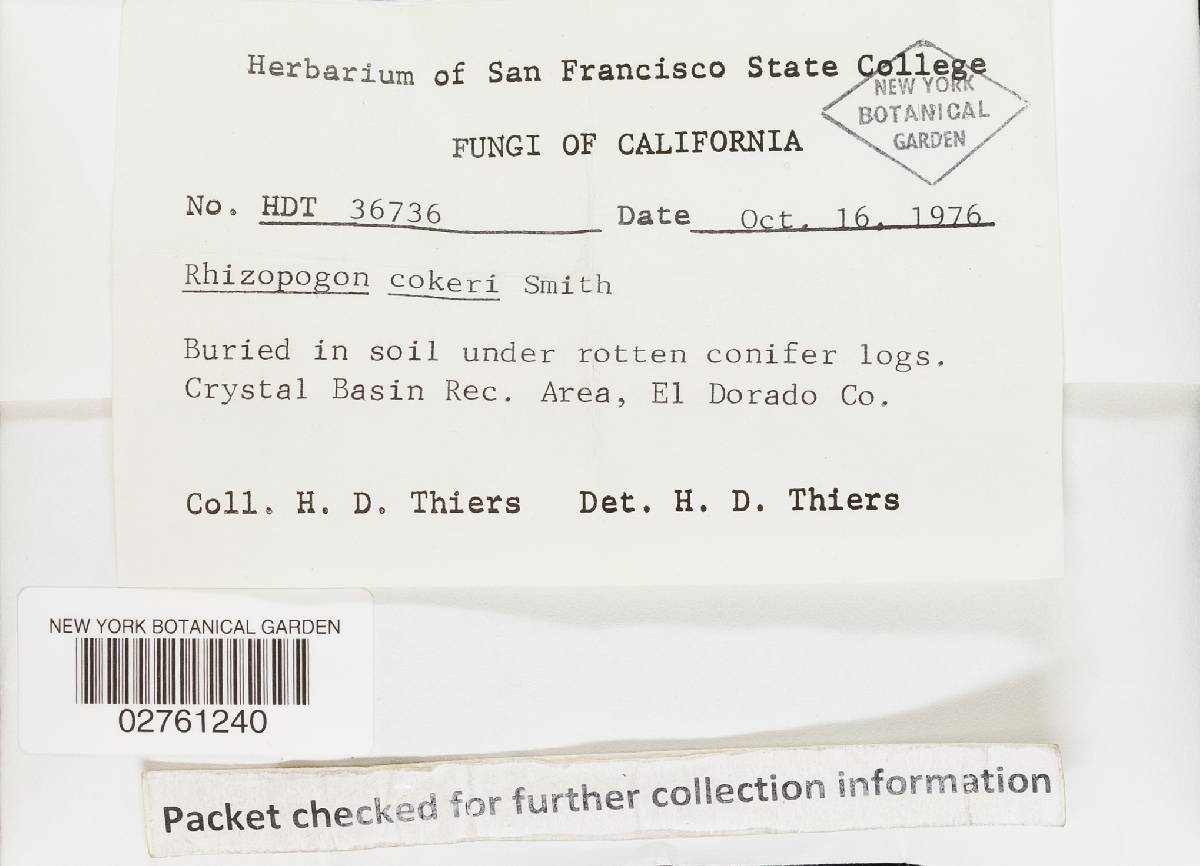 Herbarium of San Francisco State College
NEW YORK
BOTANICAL
GARDEN
FUNGI OF CALIFORNIA
No. HDT 36736 Date Oct. 16, 1976
Rhizopogon cokeri Smith
Buried in soil under rotten conifer logs.
Crystal Basin Rec. Area, El Dorado Co.
Coll. H. D. Thiers Det. H. D. Thiers
NEW YORK BOTANICAL GARDEN
02761240
Packet checked for further collection information